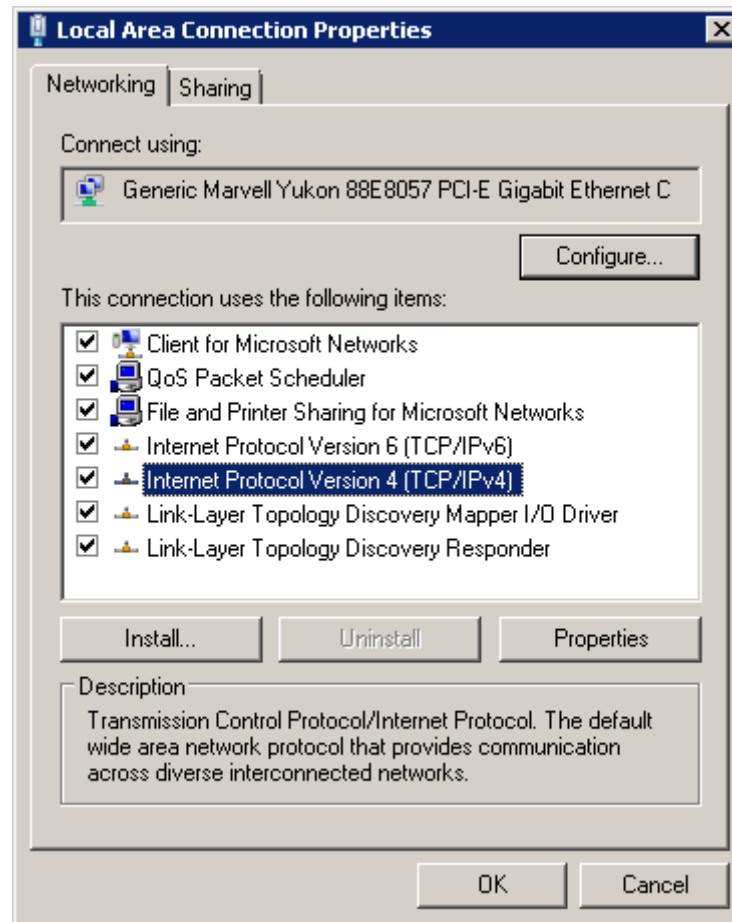 Local Area Connection Properties
Networking
Sharing
Connect using:
Generic Marvell Yukon 88E8057 PCI-E Gigabit Ethernet C
Configure...
This connection uses the following items:
Client for Microsoft Networks
QoS Packet Scheduler
File and Printer Sharing for Microsoft Networks
Internet Protocol Version 6 (TCP/IPv6)
Internet Protocol Version 4 (TCP/IPv4)
Link-Layer Topology Discovery Mapper I/O Driver
Link-Layer Topology Discovery Responder
Install...
Uninstall
Properties
Description
Transmission Control Protocol/Internet Protocol. The default
wide area network protocol that provides communication
across diverse interconnected networks.
OK
Cancel